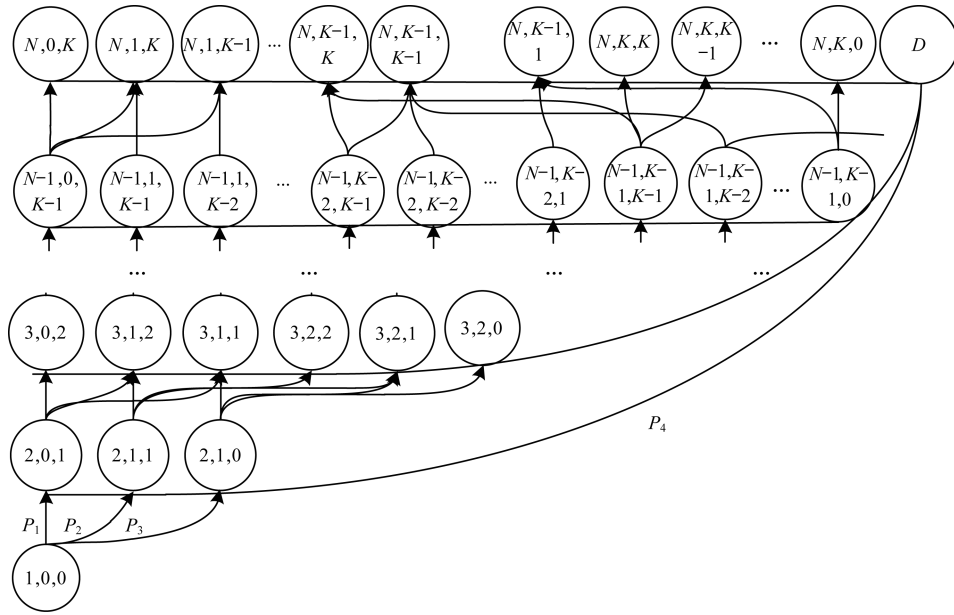 N,0,K
N,1,K
N,1,K−1
...
N,K−1,
K
N,K−1,
K−1
N,K−1,
1
N,K,K
N,K,K
−1
...
N,K,0
D
N−1,0,
K−1
N−1,1,
K−1
N−1,1,
K−2
...
N−1,K−
2,K−1
N−1,K−
2,K−2
...
N−1,K−
2,1
N−1,K−
1,K−1
N−1,K−
1,K−2
...
N−1,K−
1,0
...
...
...
...
3,0,2
3,1,2
3,1,1
3,2,2
3,2,1
3,2,0
2,0,1
2,1,1
2,1,0
P4
P1
P2
P3
1,0,0